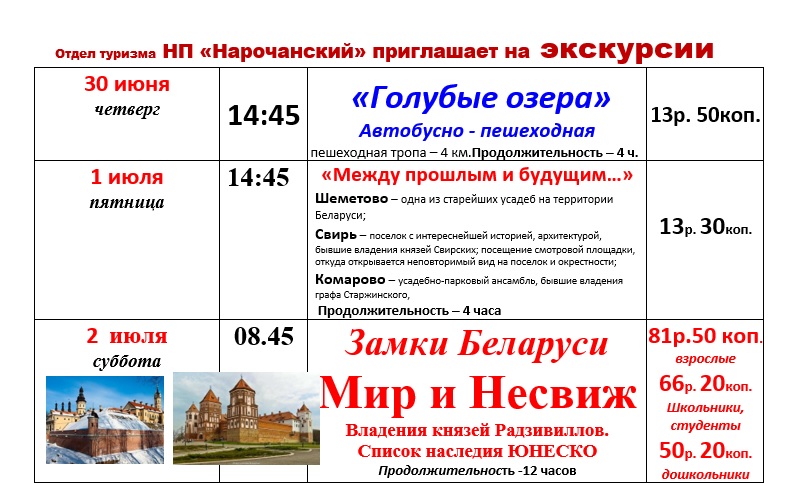 Отдел туризма НП «Нарочанский» приглашает на экскурсии
30 июня
четверг
14:45
«Голубые озера»
Автобусно - пешеходная
пешеходная тропа – 4 км.Продолжительность – 4 ч.
13р. 50коп.
1 июля
пятница
14:45
«Между прошлым и будущим…»
Шеметово – одна из старейших усадеб на территории
Беларуси;
Свирь – поселок с интереснейшей историей, архитектурой,
бывшие владения князей Свирских; посещение смотровой площадки,
откуда открывается неповторимый вид на поселок и окрестности;
Комарово – усадебно-парковый ансамбль, бывшие владения
графа Старжинского,
Продолжительность – 4 часа
13р. 30коп.
2 июля
суббота
08.45
Замки Беларуси
Мир и Несвиж
Владения князей Радзивиллов.
Список наследия ЮНЕСКО
Продолжительность -12 часов
81р.50 коп.
взрослые
66р. 20коп.
Школьники,
студенты
50р. 20коп.
дошкольники